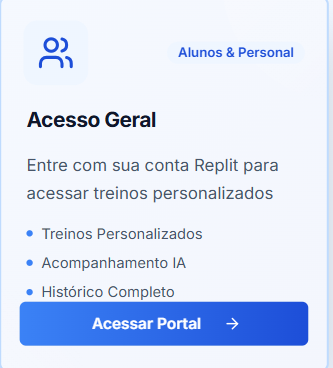 Alunos & Personal
Acesso Geral
Entre com sua conta Replit para
acessar treinos personalizados
Treinos Personalizados
Acompanhamento IA
Histórico Completo
Acessar Portal